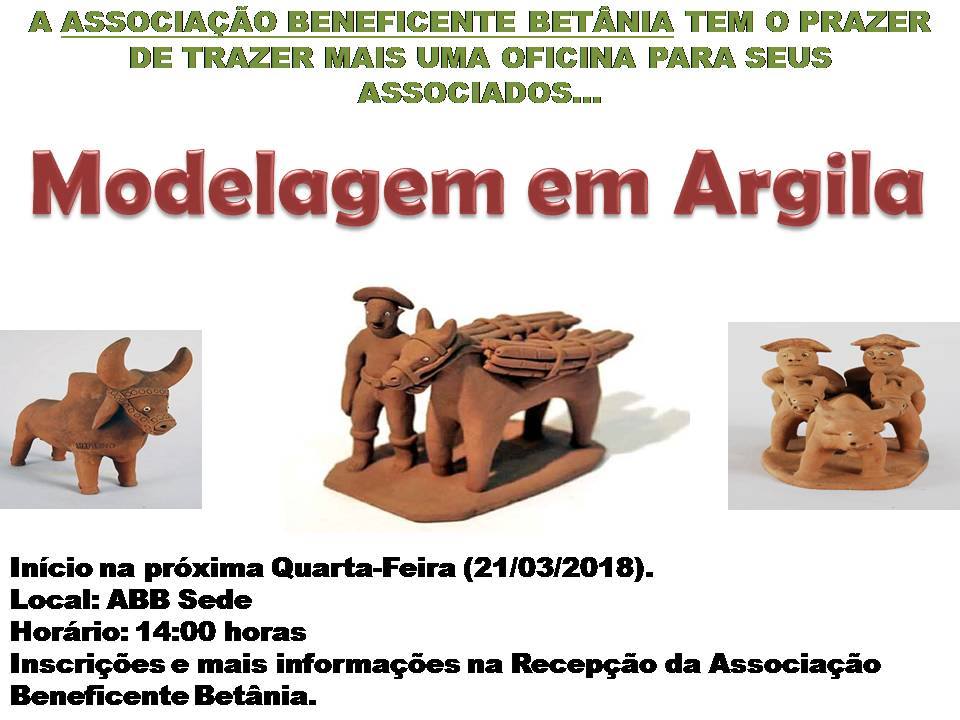 A ASSOCIAÇÃO BENEFICENTE BETÂNIA TEM O PRAZER
DE TRAZER MAIS UMA OFICINA PARA SEUS
ASSOCIADOS...
Modelagem em Argila
Início na próxima Quarta-Feira (21/03/2018).
Local: ABB Sede
Horário: 14:00 horas
Inscrições e mais informações na Recepção da Associação
Beneficente Betânia.